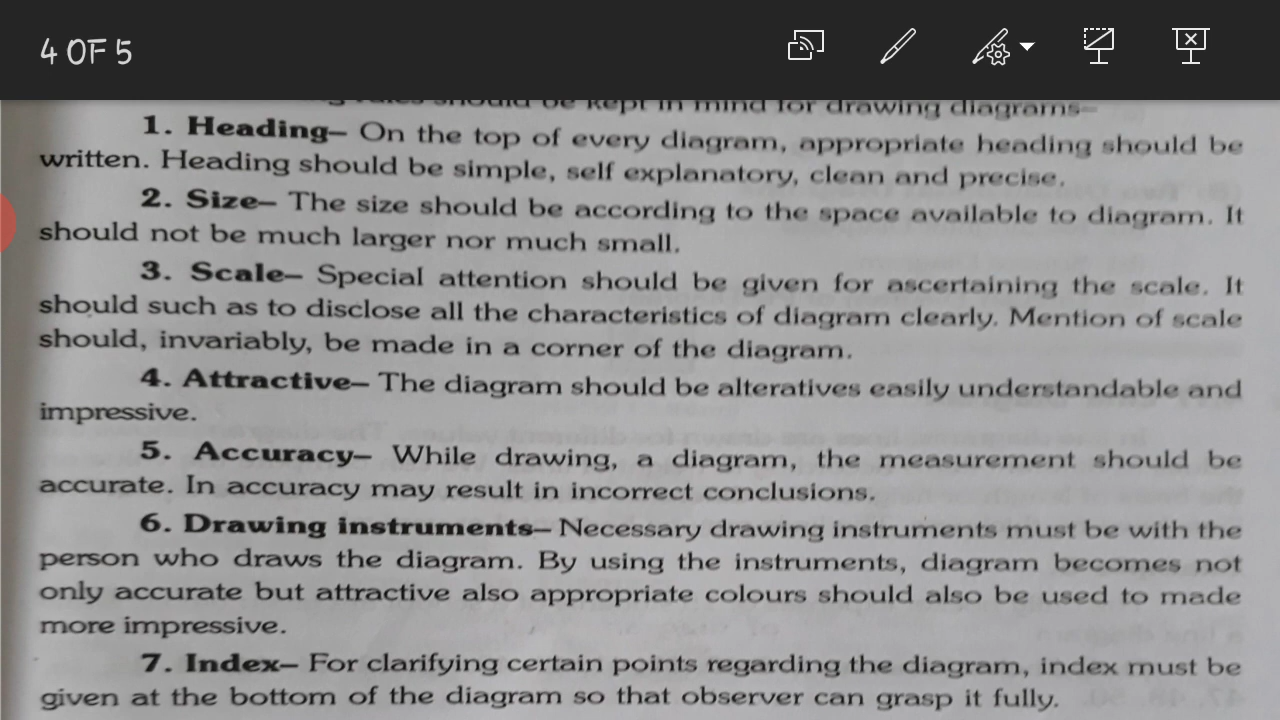 4 OF 5
should be kept in mind for drawing diagrams–
1. Heading– On the top of every diagram, appropriate heading should be
written. Heading should be simple, self explanatory, clean and precise.
2. Size– The size should be according to the space available to diagram. It
should not be much larger nor much small.
3. Scale– Special attention should be given for ascertaining the scale. It
should such as to disclose all the characteristics of diagram clearly. Mention of scale
should, invariably, be made in a corner of the diagram.
4. Attractive– The diagram should be alteratives easily understandable and
impressive.
5. Accuracy– While drawing, a diagram, the measurement should be
accurate. In accuracy may result in incorrect conclusions.
6. Drawing instruments– Necessary drawing instruments must be with the
person who draws the diagram. By using the instruments, diagram becomes not
only accurate but attractive also appropriate colours should also be used to made
more impressive.
7. Index– For clarifying certain points regarding the diagram, index must be
given at the bottom of the diagram so that observer can grasp it fully.